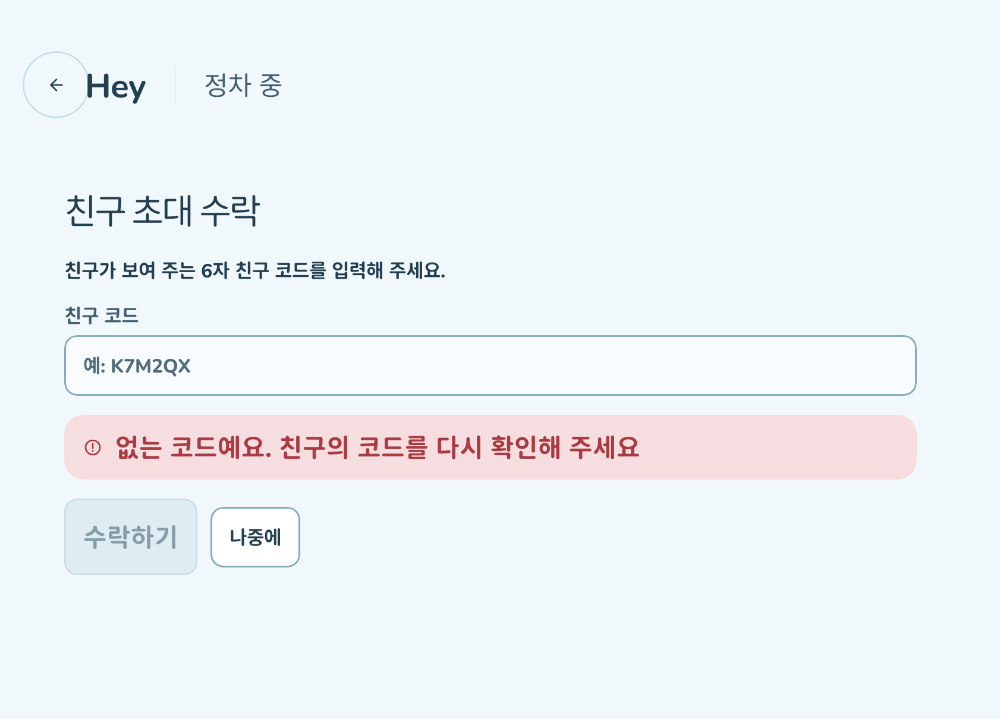 Hey
정차 중
친구 초대 수락
친구가 보여 주는 6자 친구 코드를 입력해 주세요.
친구 코드
예: K7M2QX
없는 코드예요. 친구의 코드를 다시 확인해 주세요
수락하기
나중에